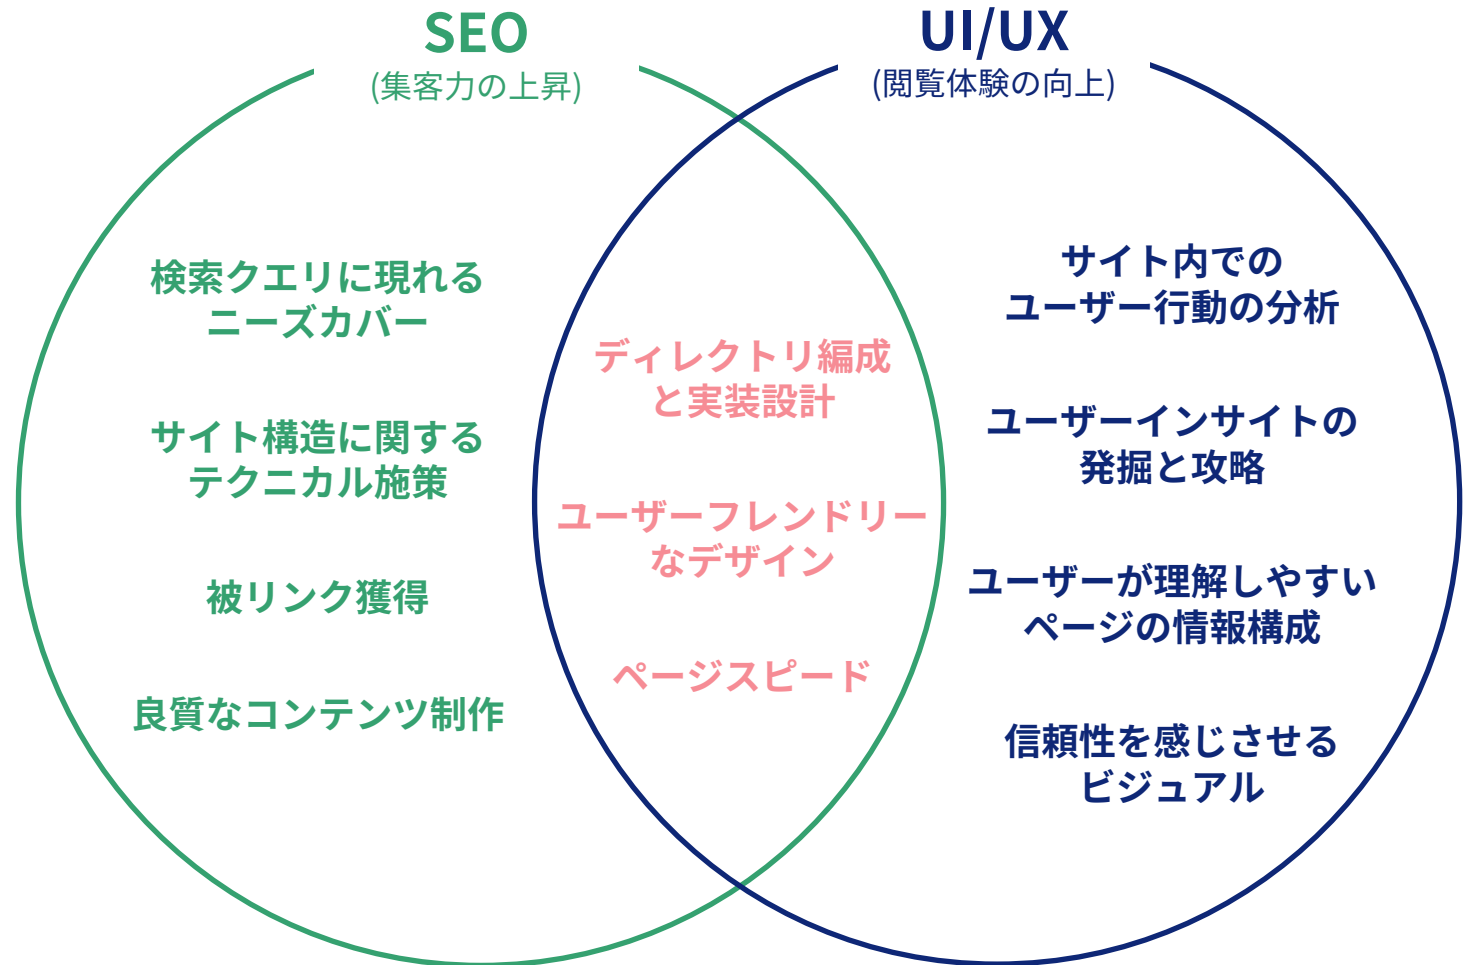 SEO
(集客力の上昇)
検索クエリに現れる
ニーズカバー
サイト構造に関する
テクニカル施策
被リンク獲得
良質なコンテンツ制作
ディレクトリ編成
と実装設計
ユーザーフレンドリー
なデザイン
ページスピード
UI/UX
(閲覧体験の向上)
サイト内での
ユーザー行動の分析
ユーザーインサイトの
発掘と攻略
ユーザーが理解しやすい
ページの情報構成
信頼性を感じさせる
ビジュアル